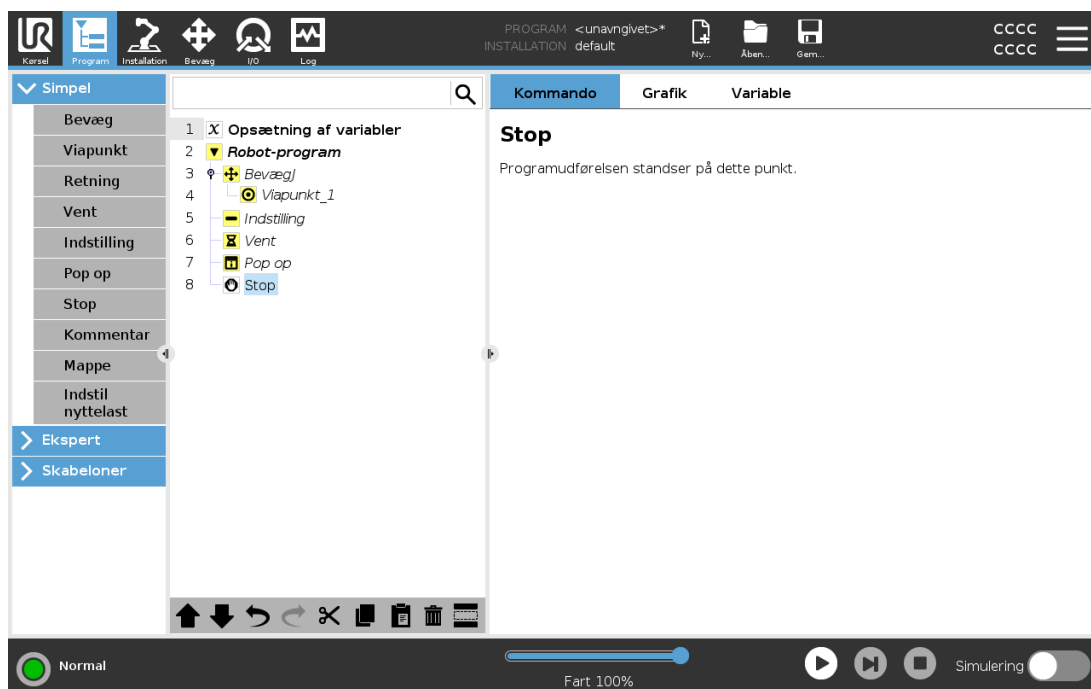 UR
PROGRAM <unavngivet>*
INSTALLATION default
CCCC
CCCC
Kørsel Program Installation Bevæg I/O Log Ny... Åben... Gem...
Simpel
Bevæg
Viapunkt
Retning
Vent
Indstilling
Pop op
Stop
Kommentar
Mappe
Indstil
nyttelast
Ekspert
Skabeloner
1 X Opsætning af variabler
2 Robot-program
3 BevægJ
4 Viapunkt_1
5 Indstilling
6 Vent
7 Pop op
8 Stop
Kommando Grafik Variable
Stop
Programudførelsen standser på dette punkt.
Normal
Fart 100%
Simulering